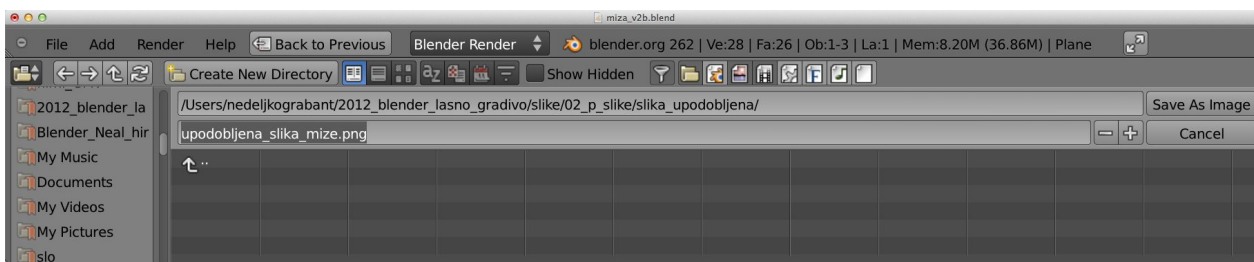 miza_v2b.blend
File Add Render Help Back to Previous Blender Render blender.org 262 | Ve:28 | Fa:26 | Ob:1-3 | La:1 | Mem:8.20M (36.86M) | Plane
Create New Directory Show Hidden
2012_blender_la /Users/nedeljkograbant/2012_blender_lasno_gradivo/slike/02_p_slike/slika_upodobljena/ Save As Image
Blender_Neal_hir upodobljena_slika_mize.png Cancel
My Music ..
Documents
My Videos
My Pictures
slo